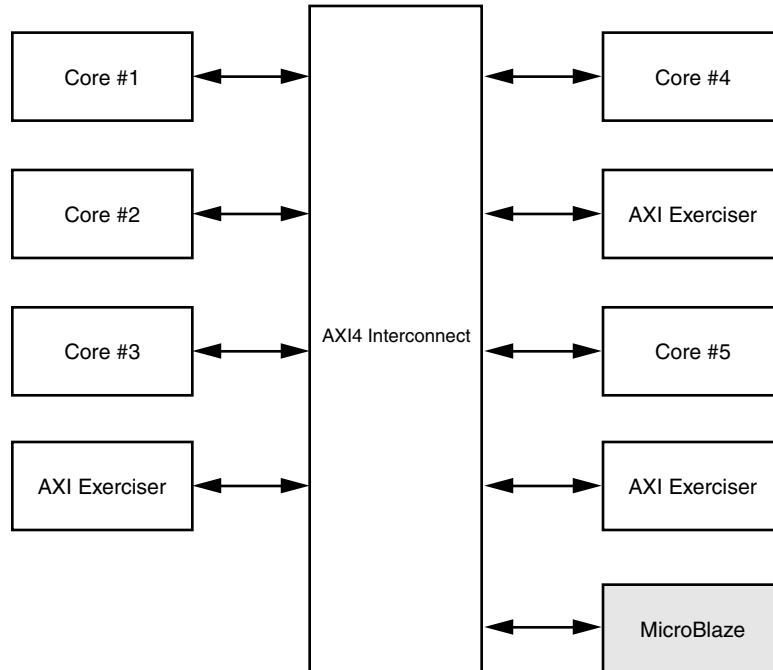 Core #1
Core #4
Core #2
AXI Exerciser
Core #3
AXI4 Interconnect
Core #5
AXI Exerciser
AXI Exerciser
MicroBlaze